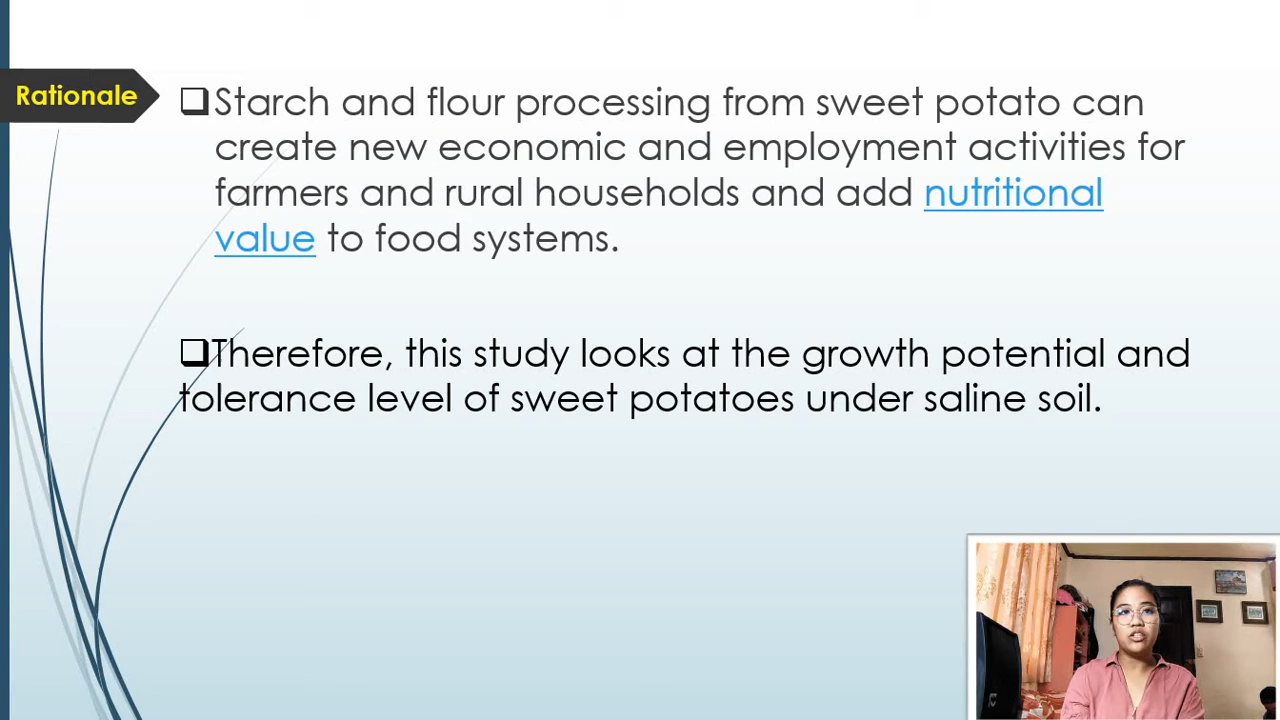 Rationale
Starch and flour processing from sweet potato can
create new economic and employment activities for
farmers and rural households and add nutritional
value to food systems.
Therefore, this study looks at the growth potential and
tolerance level of sweet potatoes under saline soil.